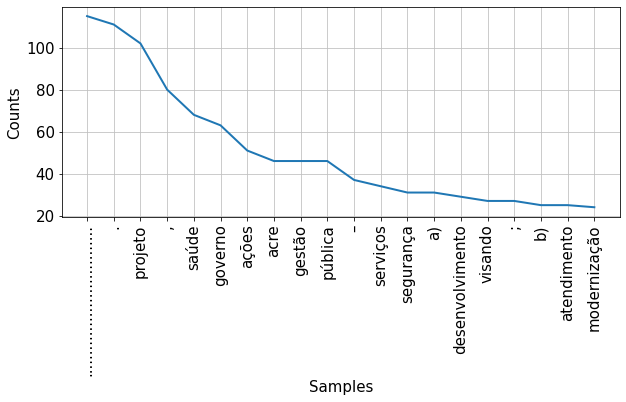 Counts
100
80
60
40
20
.......................................................
.
projeto
,
saúde
governo
ações
acre
gestão
pública
–
serviços
segurança
a)
desenvolvimento
visando
;
b)
atendimento
modernização
Samples